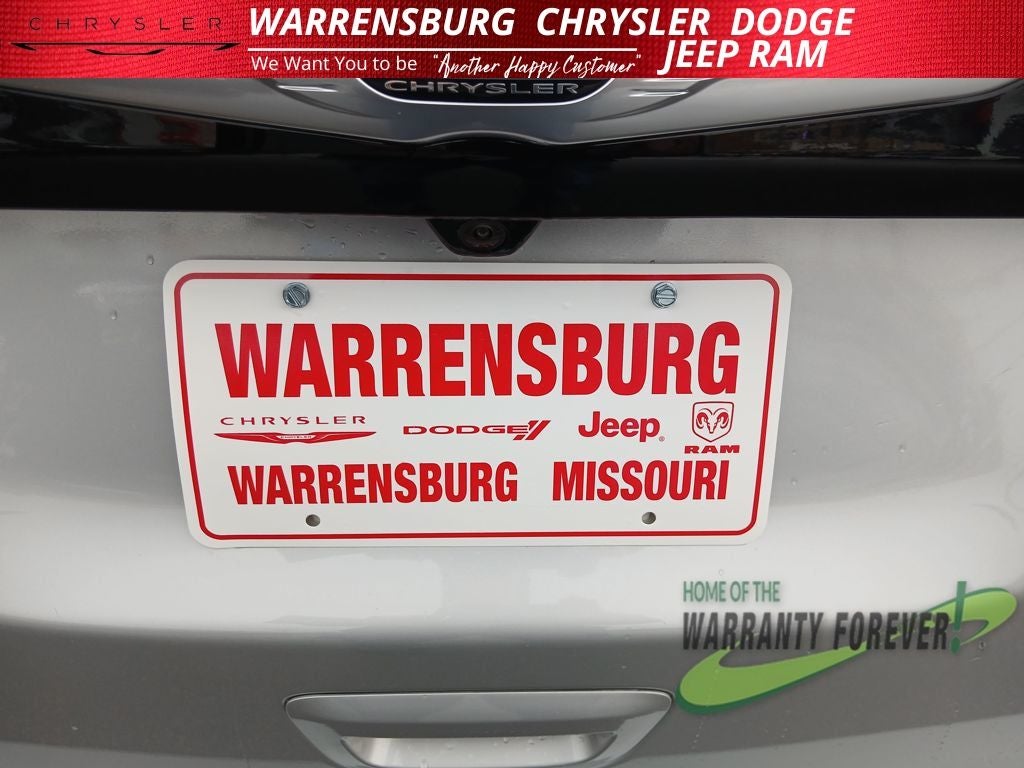 CHRYSLER
WARRENSBURG CHRYSLER DODGE
JEEP RAM
We Want You to be "Another Happy Customer"
CHRYSLER
WARRENSBURG
CHRYSLER DODGE Jeep RAM
WARRENSBURG MISSOURI
HOME OF THE
WARRANTY FOREVER!